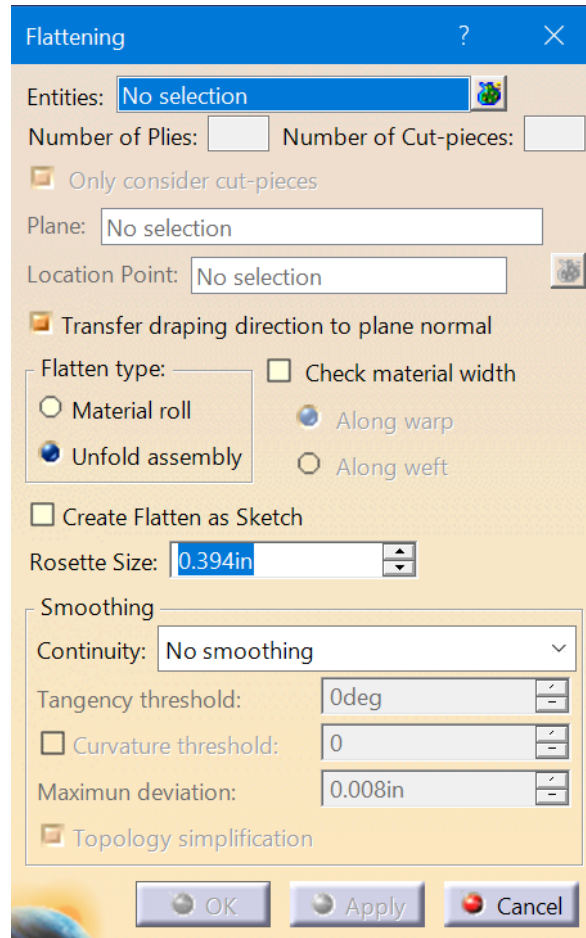 Flattening ? ×
Entities: No selection
Number of Plies: Number of Cut-pieces:
Only consider cut-pieces
Plane: No selection
Location Point: No selection
Transfer draping direction to plane normal
Flatten type:
Check material width
Material roll
Along warp
Unfold assembly
Along weft
Create Flatten as Sketch
Rosette Size: 0.394in
Smoothing
Continuity: No smoothing
Tangency threshold: 0deg
Curvature threshold: 0
Maximun deviation: 0.008in
Topology simplification
OK Apply Cancel